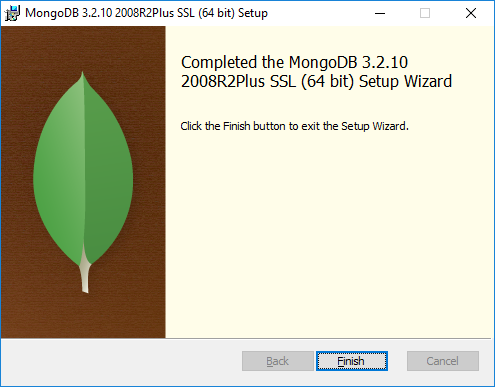 MongoDB 3.2.10 2008R2Plus SSL (64 bit) Setup
Completed the MongoDB 3.2.10
2008R2Plus SSL (64 bit) Setup Wizard
Click the Finish button to exit the Setup Wizard.
Back Finish Cancel